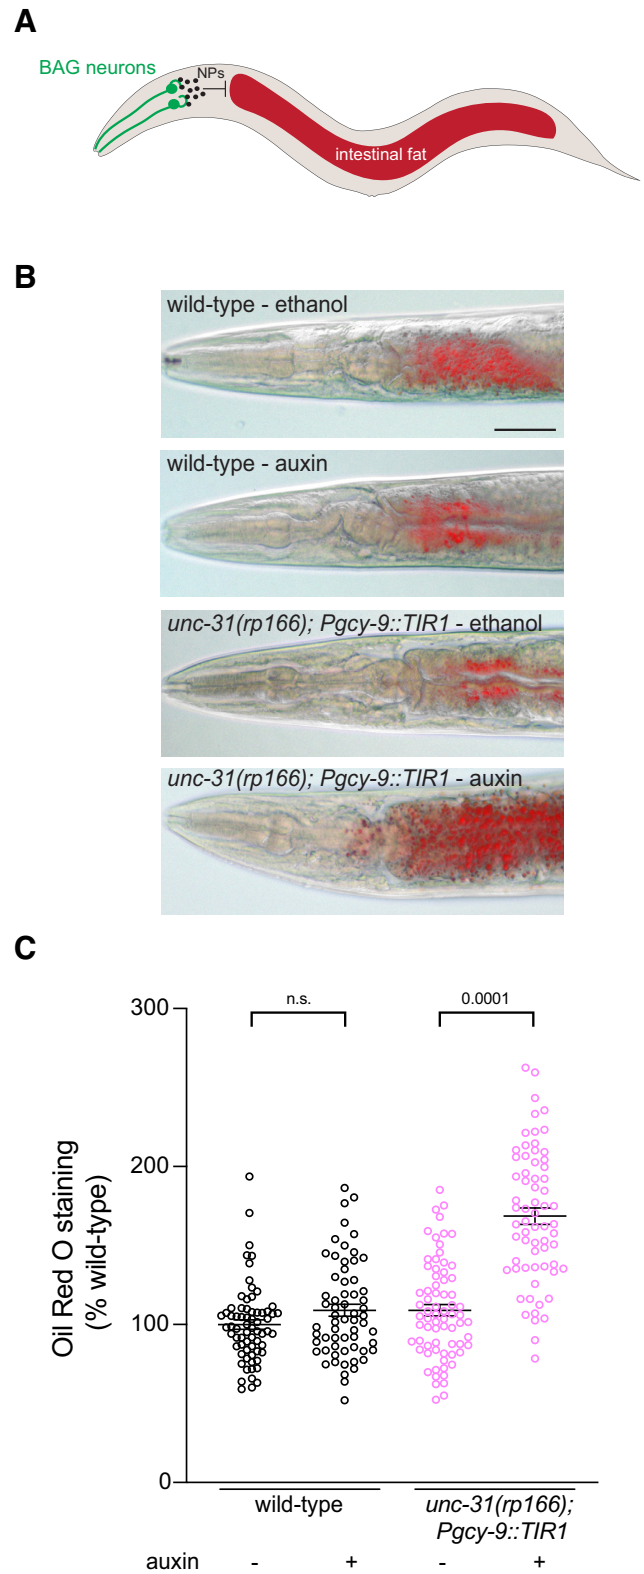 A
BAG neurons
NPs
intestinal fat
B
wild-type - ethanol
wild-type - auxin
unc-31(rp166); Pgcy-9::TIR1 - ethanol
unc-31(rp166); Pgcy-9::TIR1 - auxin
C
n.s.
0.0001
300
200
100
0
Oil Red O staining
(% wild-type)
wild-type
unc-31(rp166);
Pgcy-9::TIR1
auxin - + - +